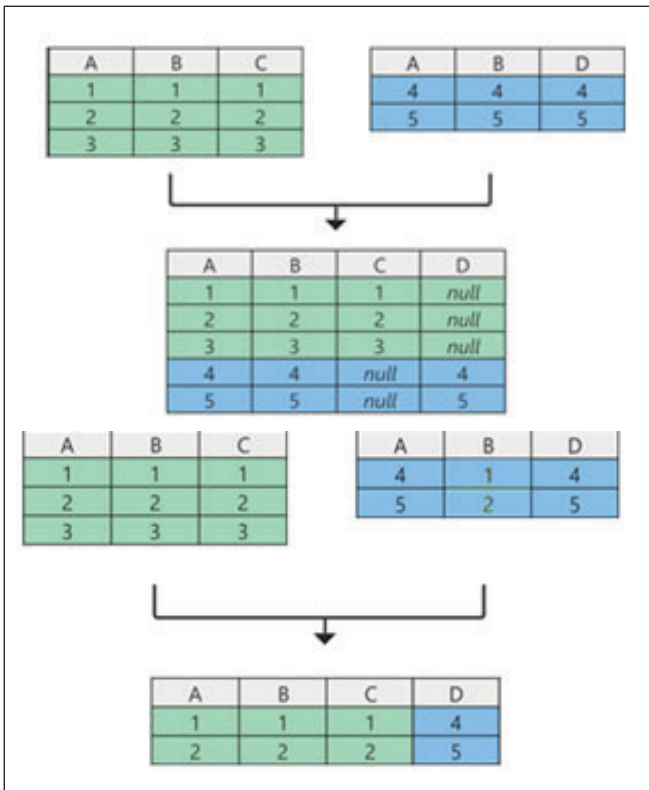 A B C A B D
1 1 1 4 4 4
2 2 2 5 5 5
3 3 3
A B C D
1 1 1 null
2 2 2 null
3 3 3 null
4 4 null 4
5 5 null 5
A B C A B D
1 1 1 4 1 4
2 2 2 5 2 5
3 3 3
A B C D
1 1 1 4
2 2 2 5